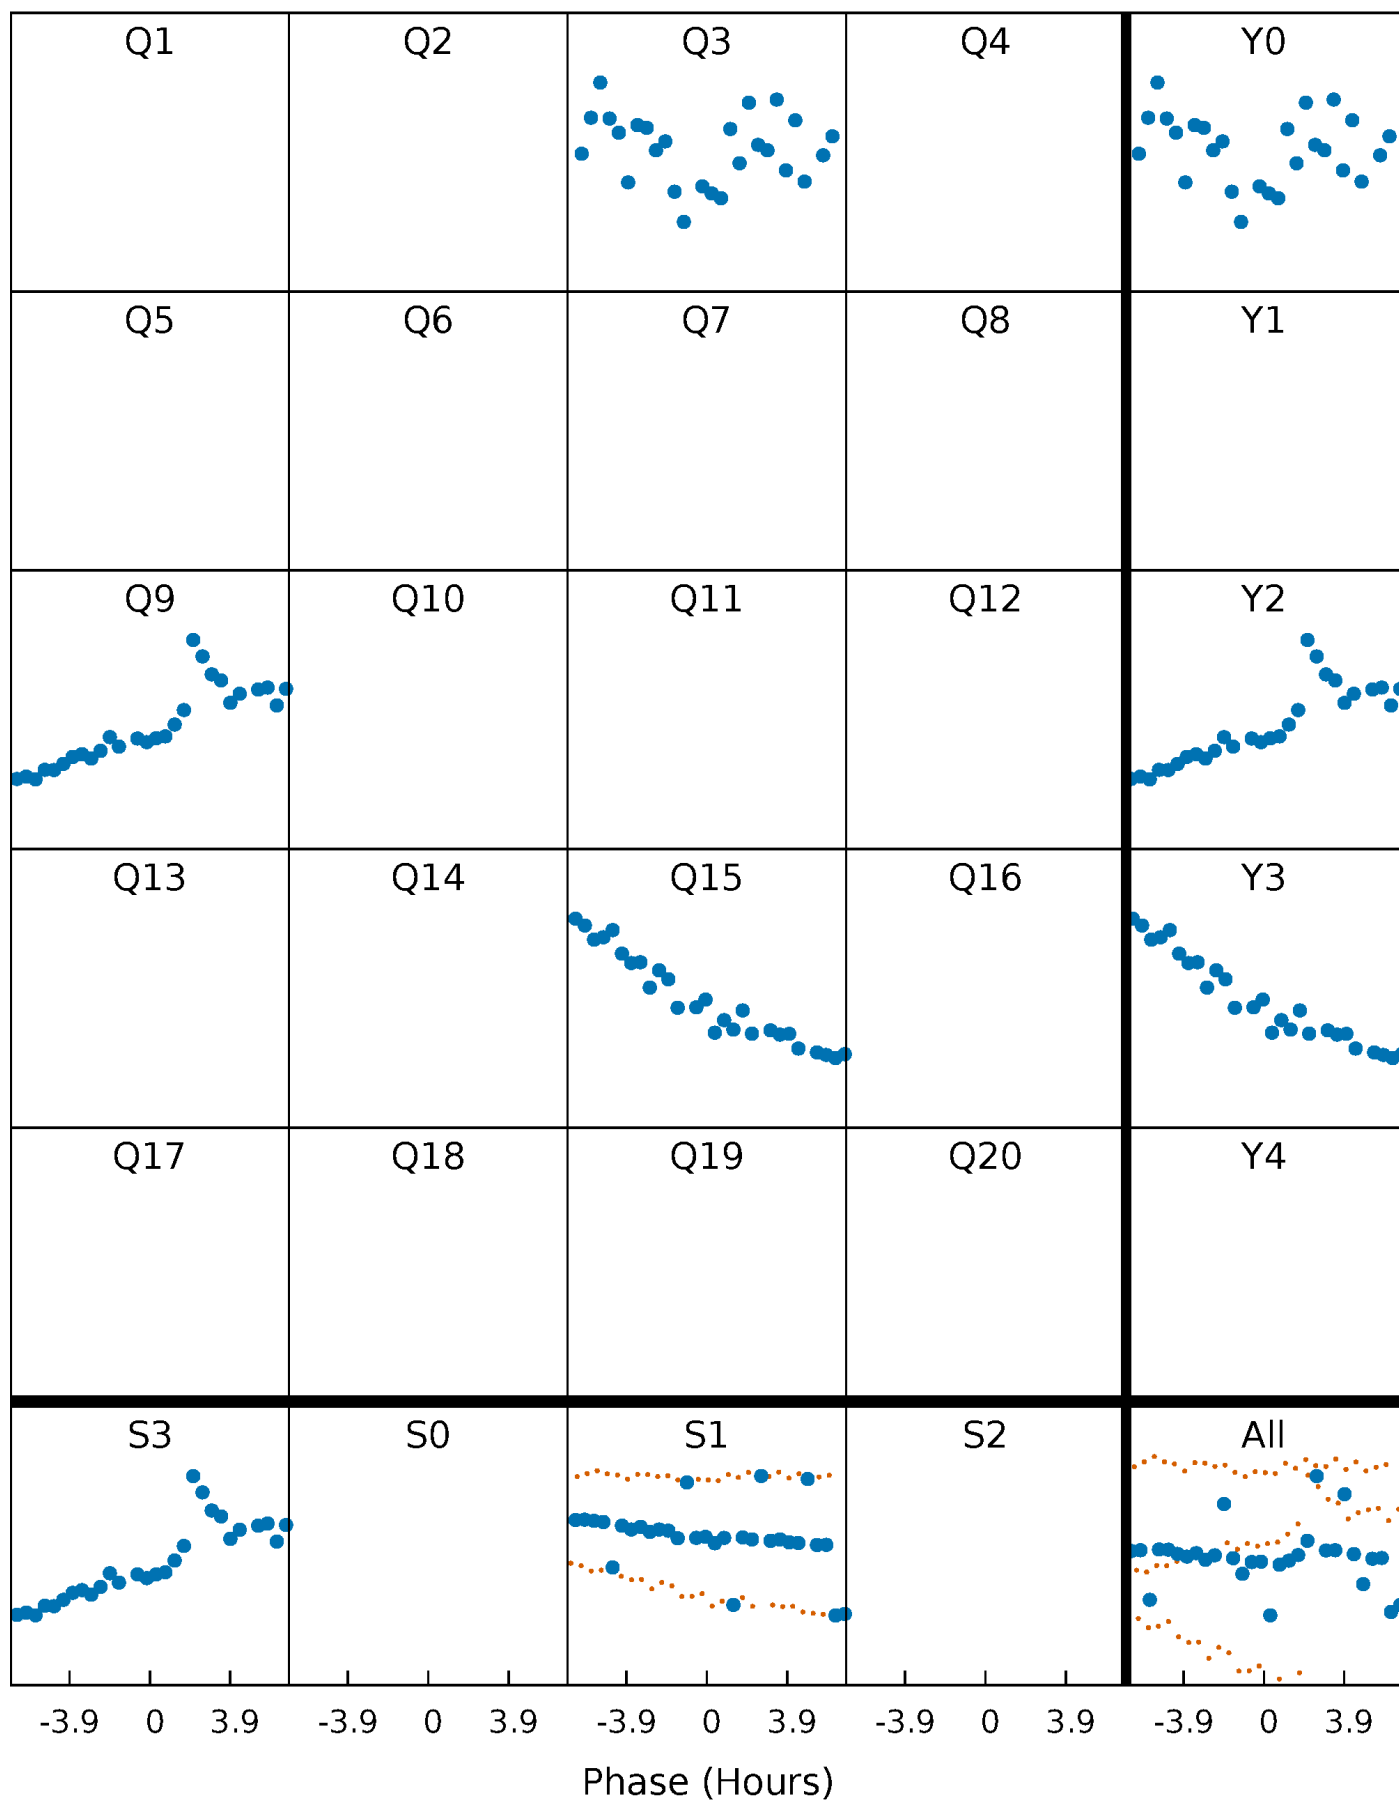 Q1 Q2 Q3 Q4 Y0
Q5 Q6 Q7 Q8 Y1
Q9 Q10 Q11 Q12 Y2
Q13 Q14 Q15 Q16 Y3
Q17 Q18 Q19 Q20 Y4
S3 S0 S1 S2 All
-3.9 0 3.9 -3.9 0 3.9 -3.9 0 3.9 -3.9 0 3.9 -3.9 0 3.9
Phase (Hours)